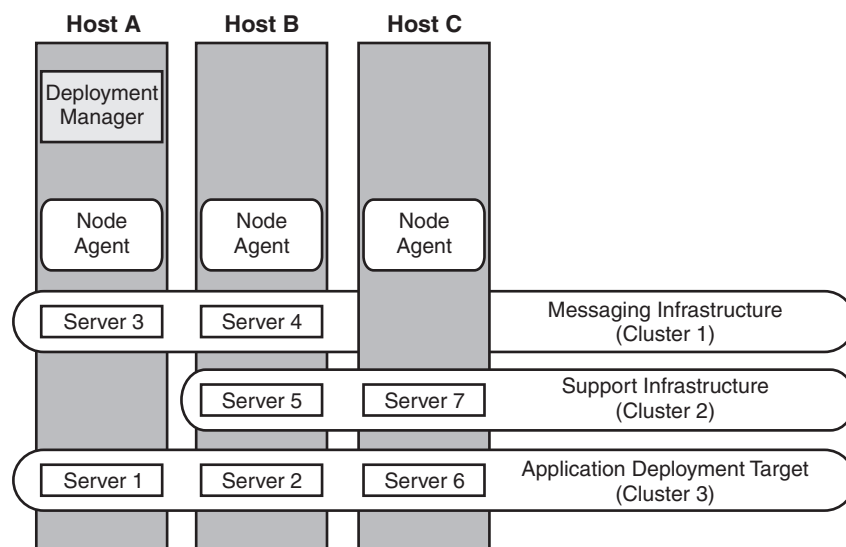 Host A
Host B
Host C
Deployment
Manager
Node
Agent
Node
Agent
Node
Agent
Server 3
Server 4
Messaging Infrastructure
(Cluster 1)
Server 5
Server 7
Support Infrastructure
(Cluster 2)
Server 1
Server 2
Server 6
Application Deployment Target
(Cluster 3)